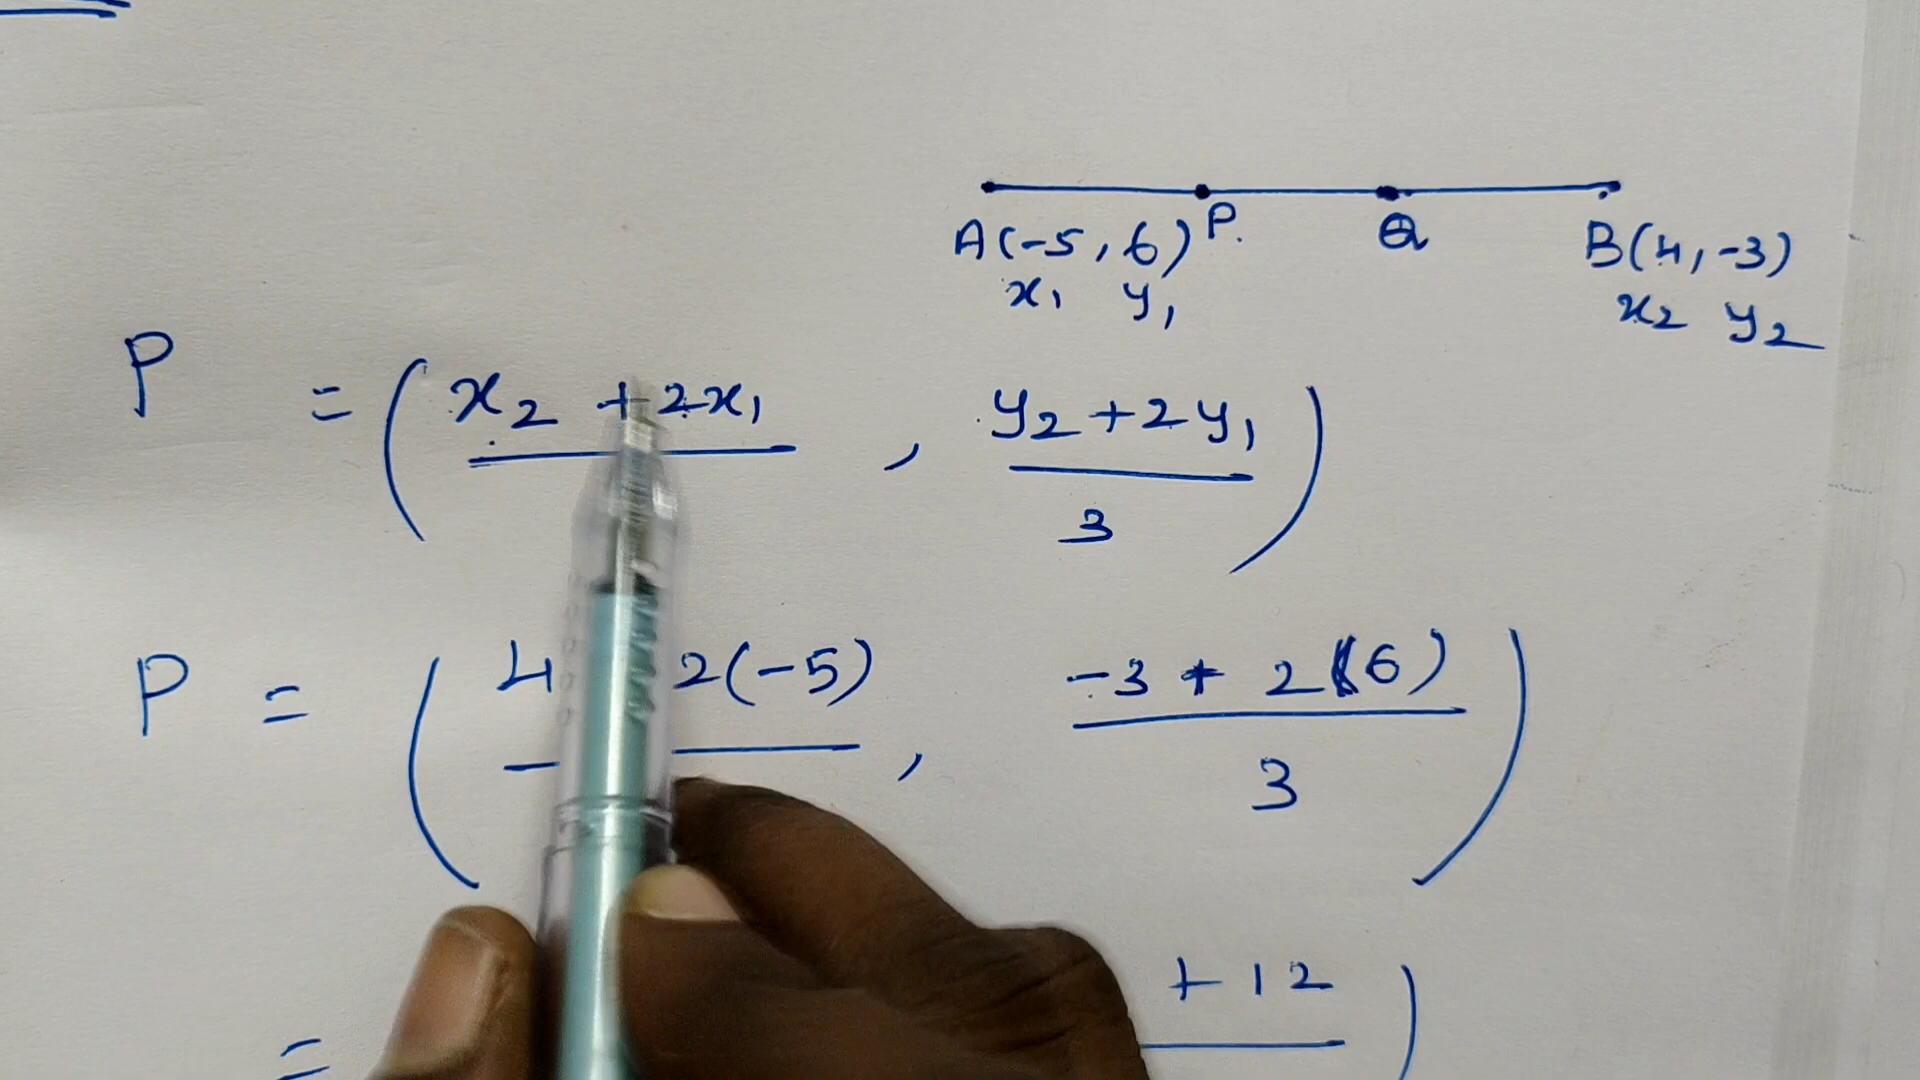 P. Q
A(-5, 6) B(4, -3)
x₁ y₁ x₂ y₂
P = ( x₂ + 2x₁ , y₂ + 2y₁ )
3
P = ( 4 2(-5) , -3 + 2(6) )
3
= + 12 )